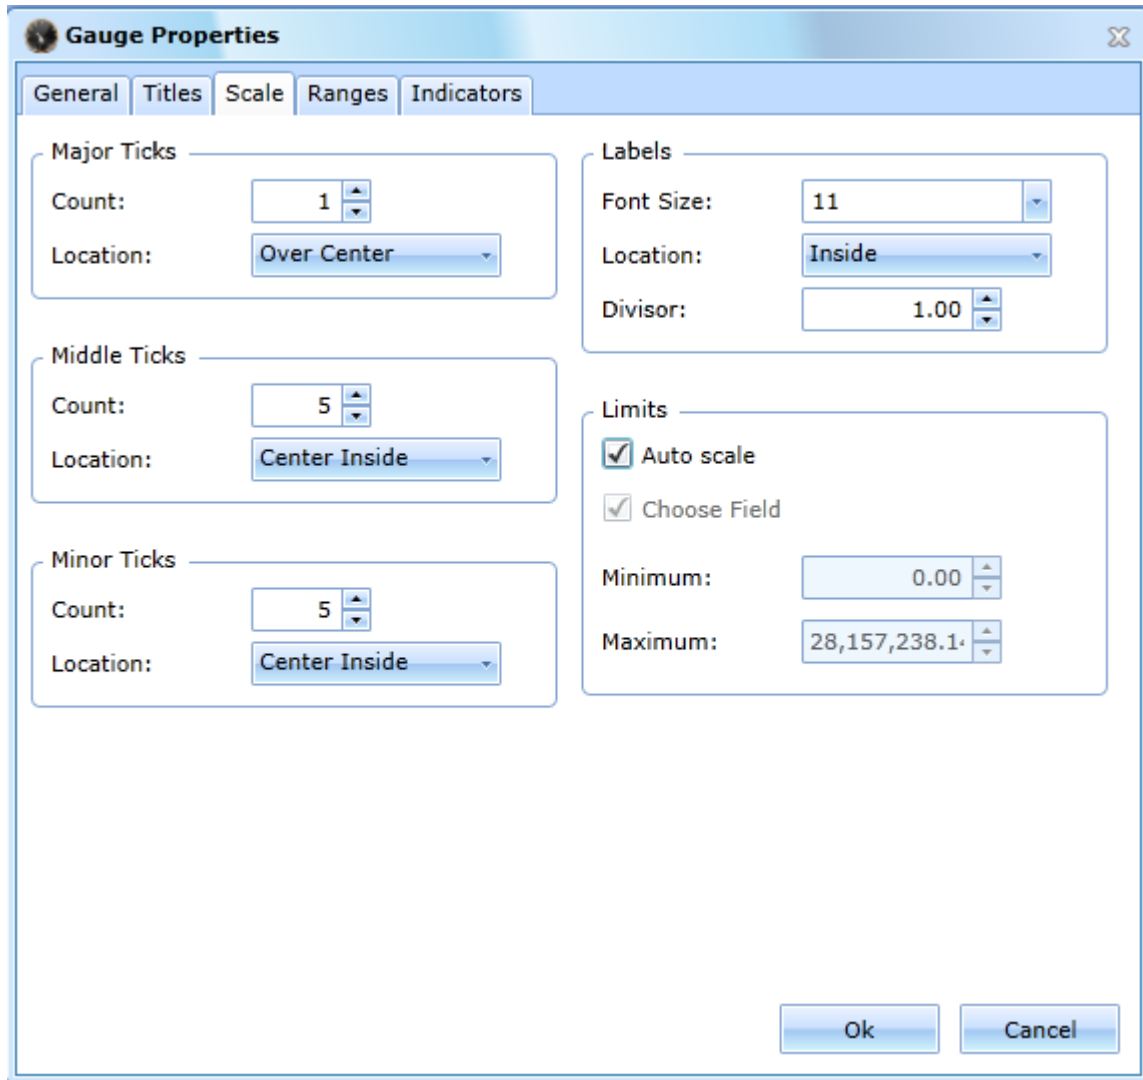 Gauge Properties
General Titles Scale Ranges Indicators
Major Ticks
Count: 1
Location: Over Center
Middle Ticks
Count: 5
Location: Center Inside
Minor Ticks
Count: 5
Location: Center Inside
Labels
Font Size: 11
Location: Inside
Divisor: 1.00
Limits
Auto scale
Choose Field
Minimum: 0.00
Maximum: 28,157,238.1
Ok Cancel